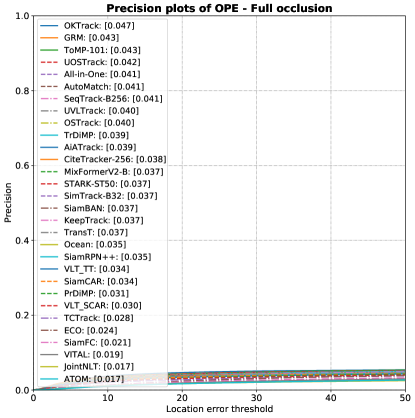 Precision plots of OPE - Full occlusion
OKTrack: [0.047]
GRM: [0.043]
ToMP-101: [0.043]
UOSTrack: [0.042]
All-in-One: [0.041]
AutoMatch: [0.041]
SeqTrack-B256: [0.041]
UVLTrack: [0.040]
OSTrack: [0.040]
TrDiMP: [0.039]
AiATrack: [0.039]
CiteTracker-256: [0.038]
MixFormerV2-B: [0.037]
STARK-ST50: [0.037]
SimTrack-B32: [0.037]
SiamBAN: [0.037]
KeepTrack: [0.037]
TransT: [0.037]
Ocean: [0.035]
SiamRPN++: [0.035]
VLT_TT: [0.034]
SiamCAR: [0.034]
PrDiMP: [0.031]
VLT_SCAR: [0.030]
TCTrack: [0.028]
ECO: [0.024]
SiamFC: [0.021]
VITAL: [0.019]
JointNLT: [0.017]
ATOM: [0.017]
1.0
0.8
0.6
0.4
0.2
0.0
Precision
0 10 20 30 40 50
Location error threshold